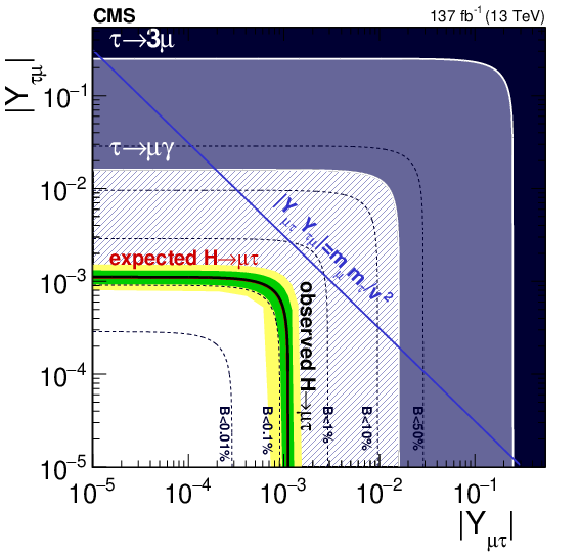 CMS 137 fb⁻¹ (13 TeV)
|Y_τμ|
τ→3μ
10⁻¹
τ→μγ
10⁻²
|Y_μτ Y_τμ|=m_μ m_τ/v²
expected H→μτ
10⁻³
observed H→μτ
10⁻⁴
B<0.01% B<0.1% B<1% B<10% B<50%
10⁻⁵
10⁻⁵ 10⁻⁴ 10⁻³ 10⁻² 10⁻¹
|Y_μτ|